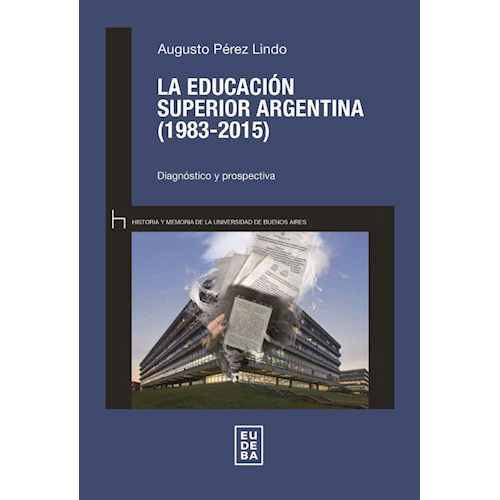 Augusto Pérez Lindo
LA EDUCACIÓN
SUPERIOR ARGENTINA
(1983-2015)
Diagnóstico y prospectiva
HISTORIA Y MEMORIA DE LA UNIVERSIDAD DE BUENOS AIRES
EU
DE
BA